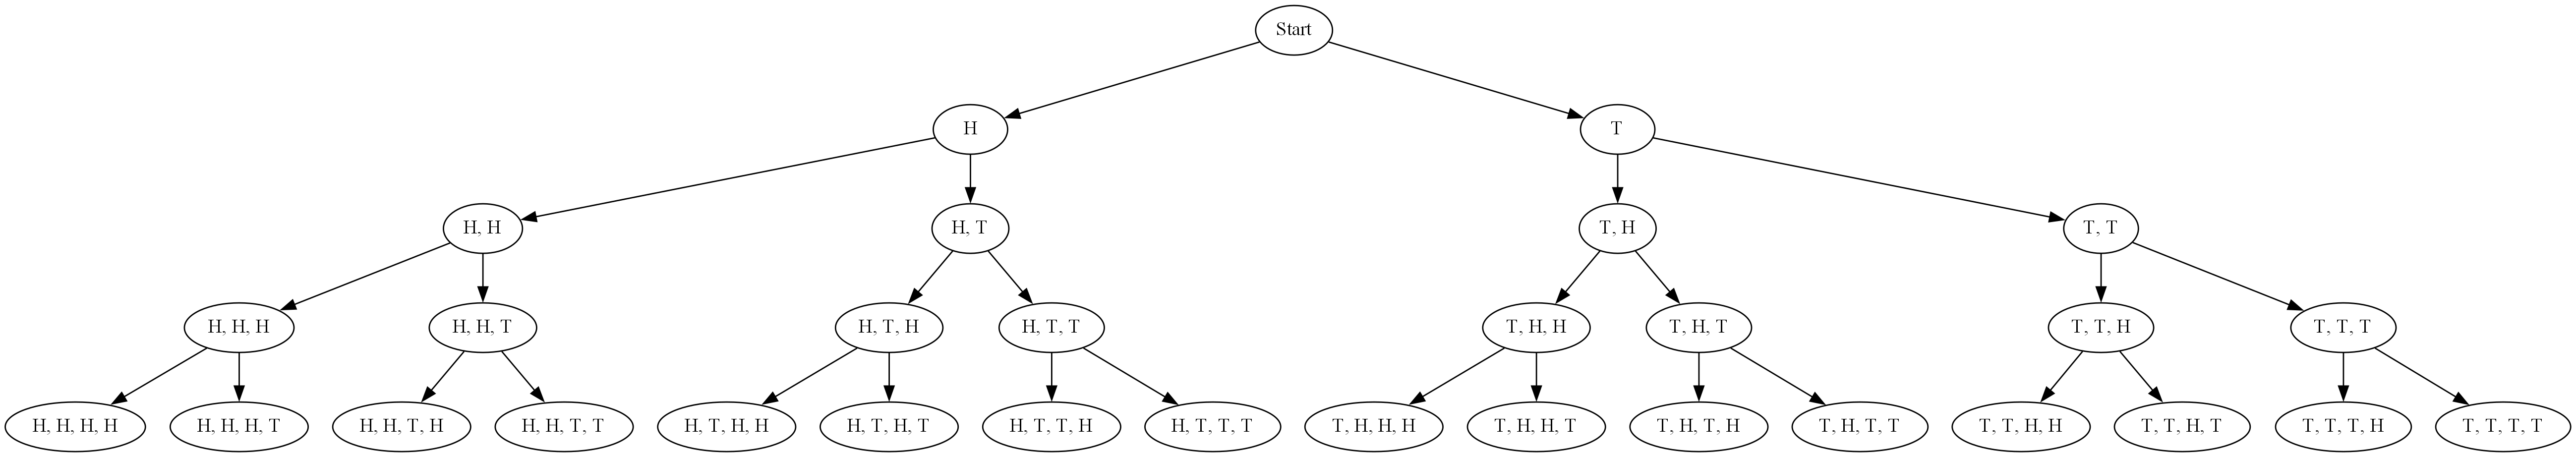 Start
H
T
H, H
H, T
T, H
T, T
H, H, H
H, H, T
H, T, H
H, T, T
T, H, H
T, H, T
T, T, H
T, T, T
H, H, H, H
H, H, H, T
H, H, T, H
H, H, T, T
H, T, H, H
H, T, H, T
H, T, T, H
H, T, T, T
T, H, H, H
T, H, H, T
T, H, T, H
T, H, T, T
T, T, H, H
T, T, H, T
T, T, T, H
T, T, T, T